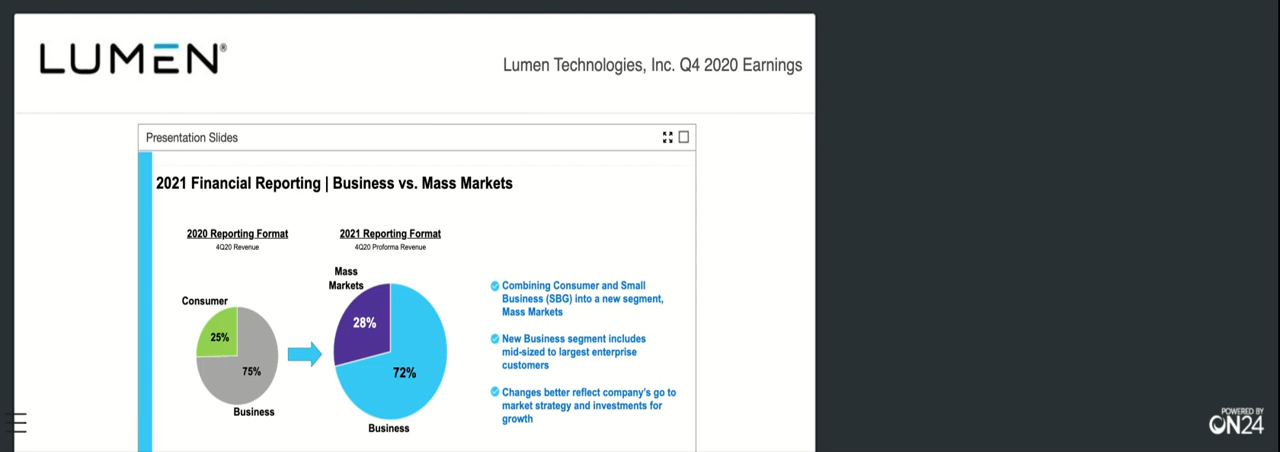 LUMEN®
Lumen Technologies, Inc. Q4 2020 Earnings
Presentation Slides
2021 Financial Reporting | Business vs. Mass Markets
2020 Reporting Format
4Q20 Revenue
2021 Reporting Format
4Q20 Proforma Revenue
Consumer
25%
75%
Business
Mass
Markets
28%
72%
Business
Combining Consumer and Small
Business (SBG) into a new segment,
Mass Markets
New Business segment includes
mid-sized to largest enterprise
customers
Changes better reflect company's go to
market strategy and investments for
growth
POWERED BY
ON24